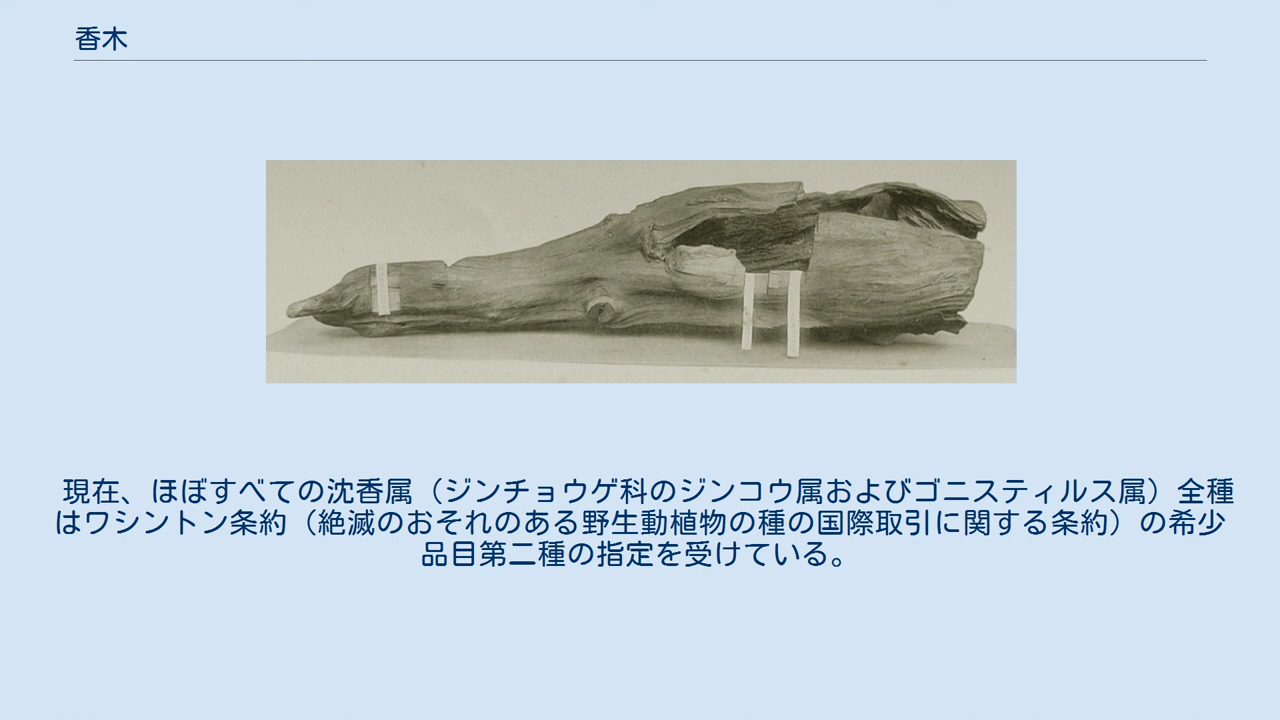 香木
現在、ほぼすべての沈香属（ジンチョウゲ科のジンコウ属およびゴニスティルス属）全種
はワシントン条約（絶滅のおそれのある野生動植物の種の国際取引に関する条約）の希少
品目第二種の指定を受けている。